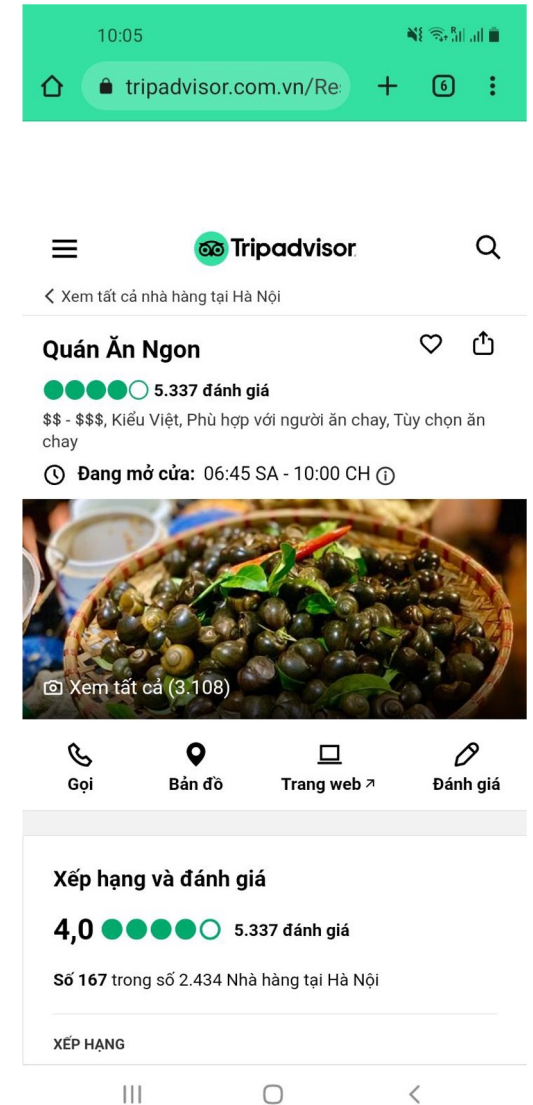 10:05
tripadvisor.com.vn/Re
6
Tripadvisor
Xem tất cả nhà hàng tại Hà Nội
Quán Ăn Ngon
5.337 đánh giá
$$ - $$$, Kiểu Việt, Phù hợp với người ăn chay, Tùy chọn ăn
chay
Đang mở cửa: 06:45 SA - 10:00 CH
Xem tất cả (3.108)
Gọi Bản đồ Trang web Đánh giá
Xếp hạng và đánh giá
4,0 5.337 đánh giá
Số 167 trong số 2.434 Nhà hàng tại Hà Nội
XẾP HẠNG